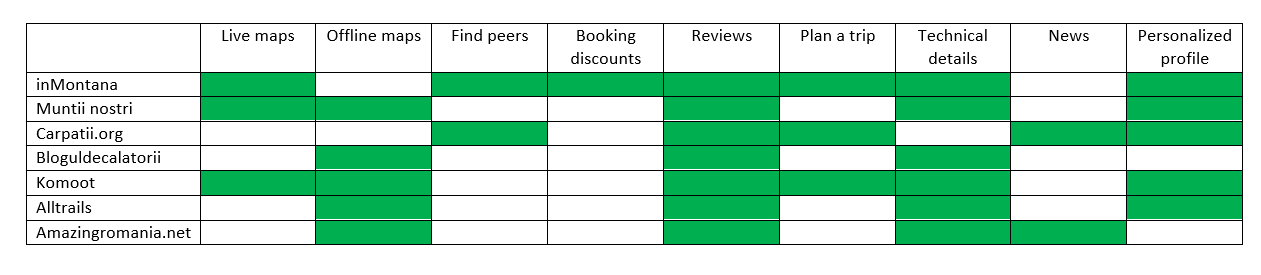 Live maps Offline maps Find peers Booking discounts Reviews Plan a trip Technical details News Personalized profile
inMontana
Muntii nostri
Carpatii.org
Bloguldecalatorii
Komoot
Alltrails
Amazingromania.net